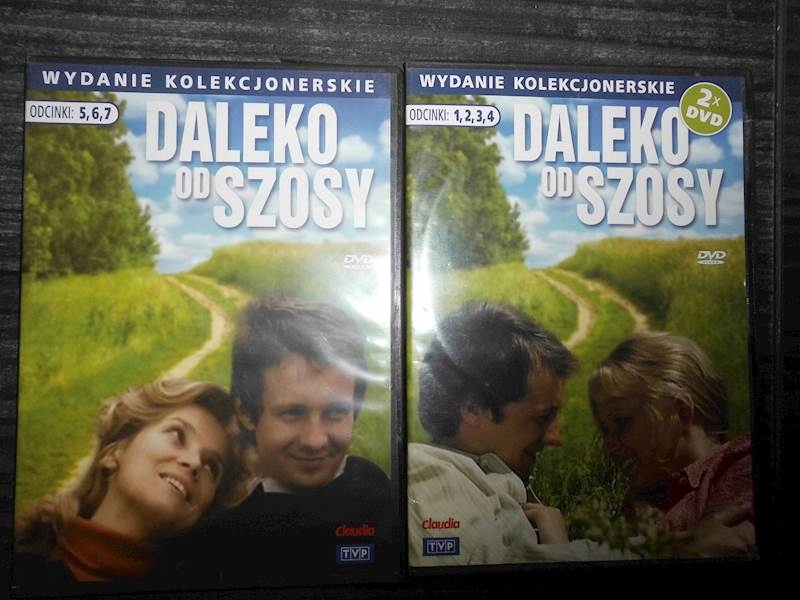 WYDANIE KOLEKCJONERSKIE
ODCINKI: 5,6,7
DALEKO
OD SZOSY
DVD
Claudia
TVP
WYDANIE KOLEKCJONERSKIE
ODCINKI: 1,2,3,4
2x
DVD
DALEKO
OD SZOSY
DVD
VIDEO
Claudia
TVP